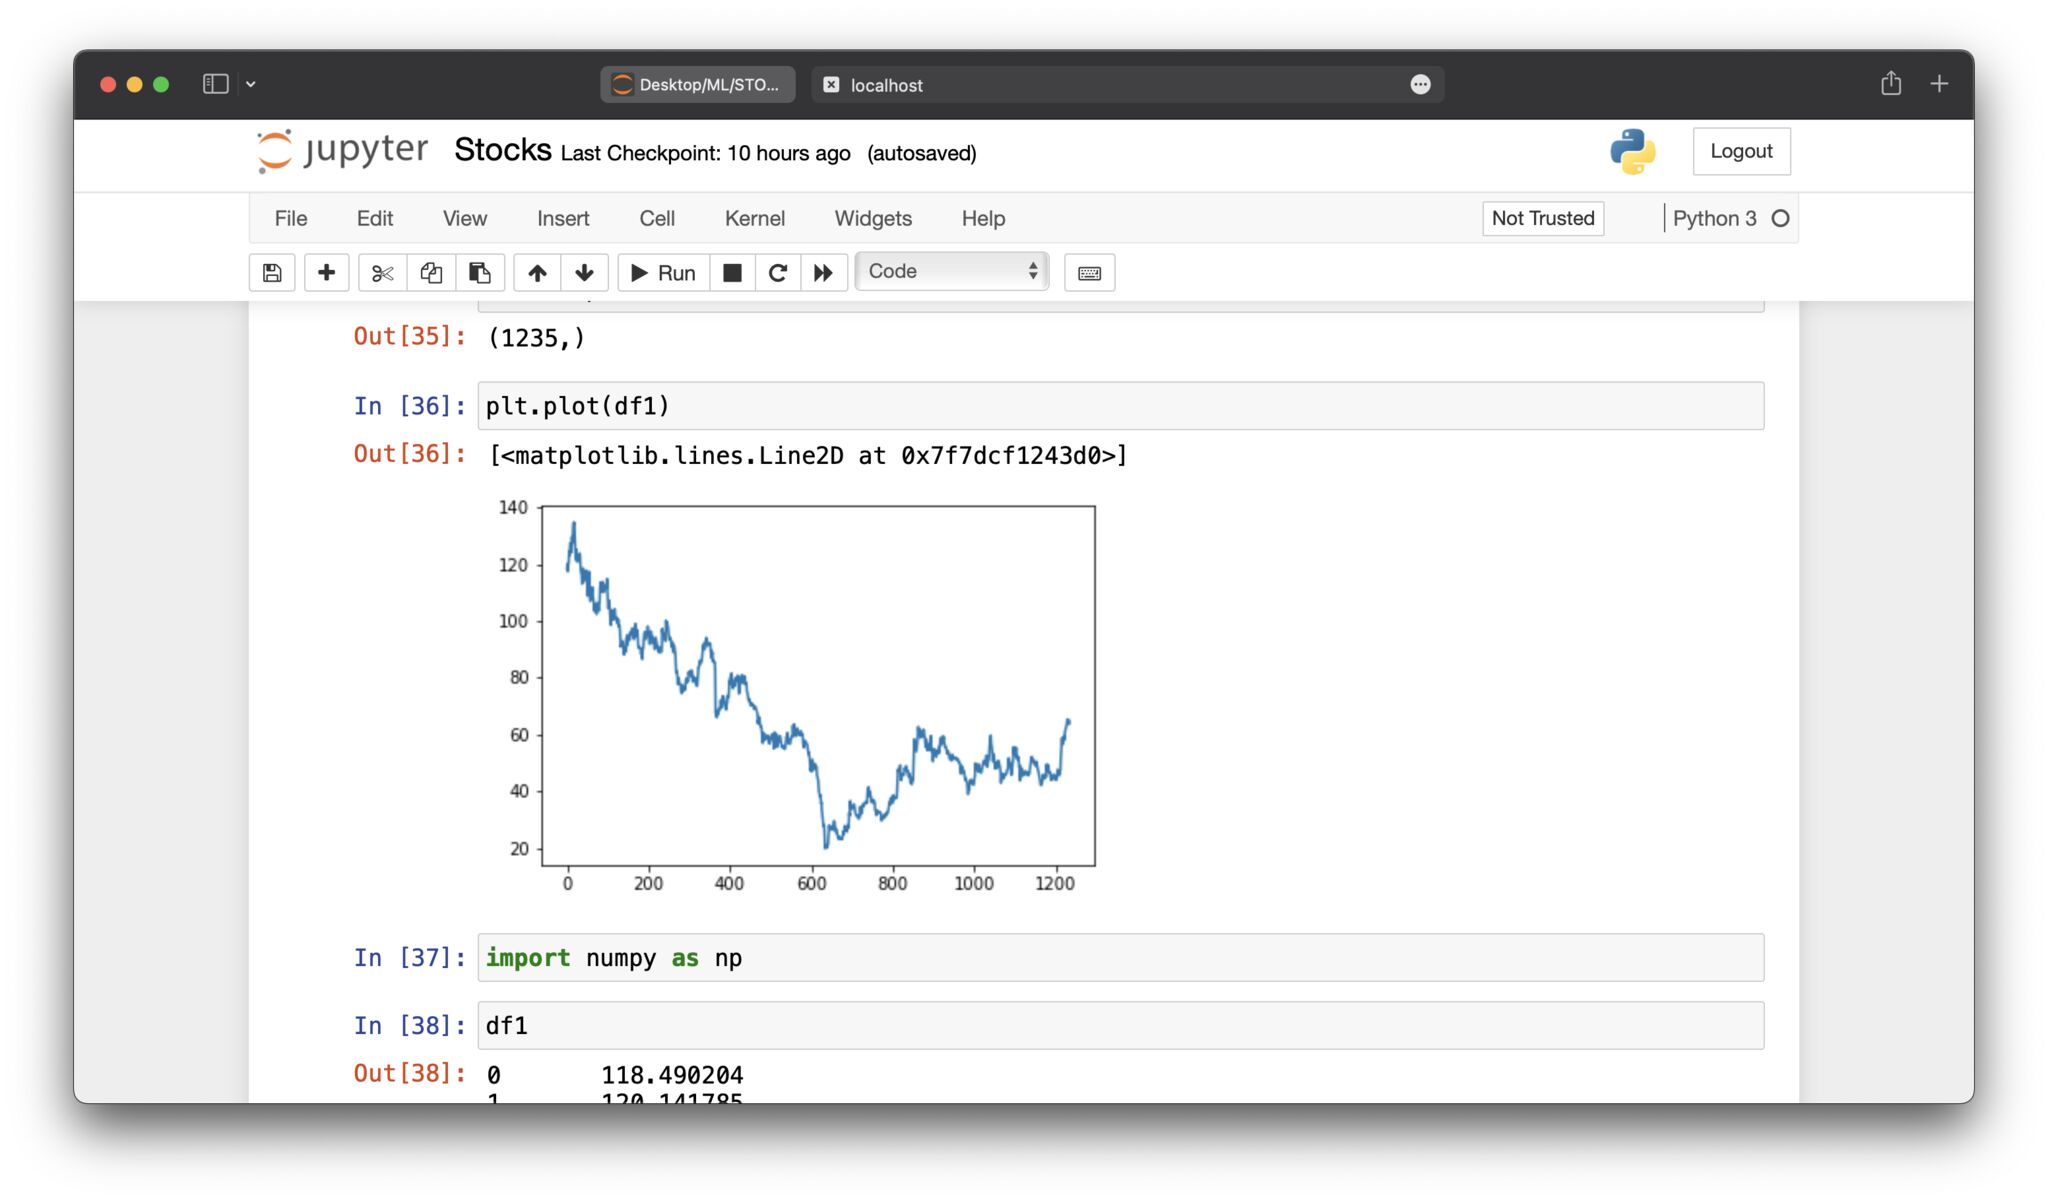 Desktop/ML/STO... localhost
jupyter Stocks Last Checkpoint: 10 hours ago (autosaved) Logout
File Edit View Insert Cell Kernel Widgets Help Not Trusted Python 3
Run Code
Out[35]: (1235,)
In [36]: plt.plot(df1)
Out[36]: [<matplotlib.lines.Line2D at 0x7f7dcf1243d0>]
140
120
100
80
60
40
20
0 200 400 600 800 1000 1200
In [37]: import numpy as np
In [38]: df1
Out[38]: 0 118.490204
1 120.141785